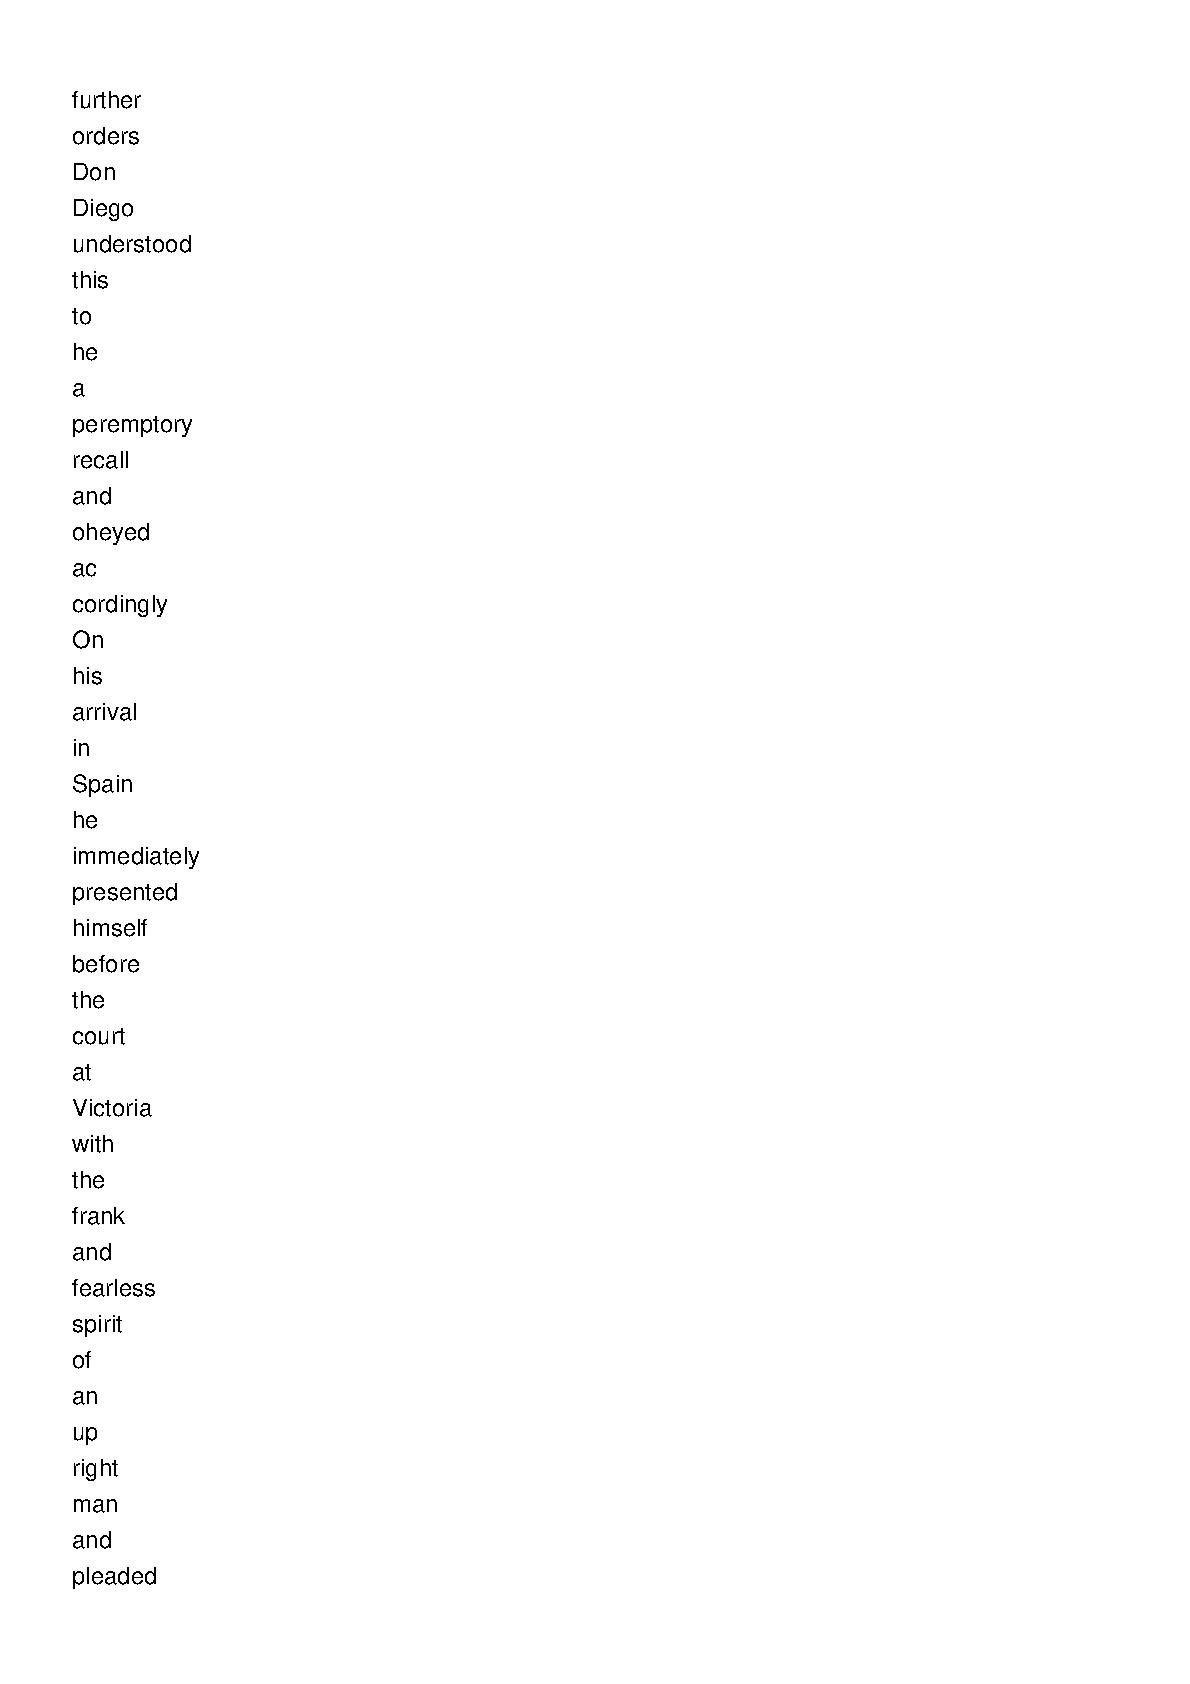 further
orders
Don
Diego
understood
this
to
he
a
peremptory
recall
and
oheyed
ac
cordingly
On
his
arrival
in
Spain
he
immediately
presented
himself
before
the
court
at
Victoria
with
the
frank
and
fearless
spirit
of
an
up
right
man
and
pleaded